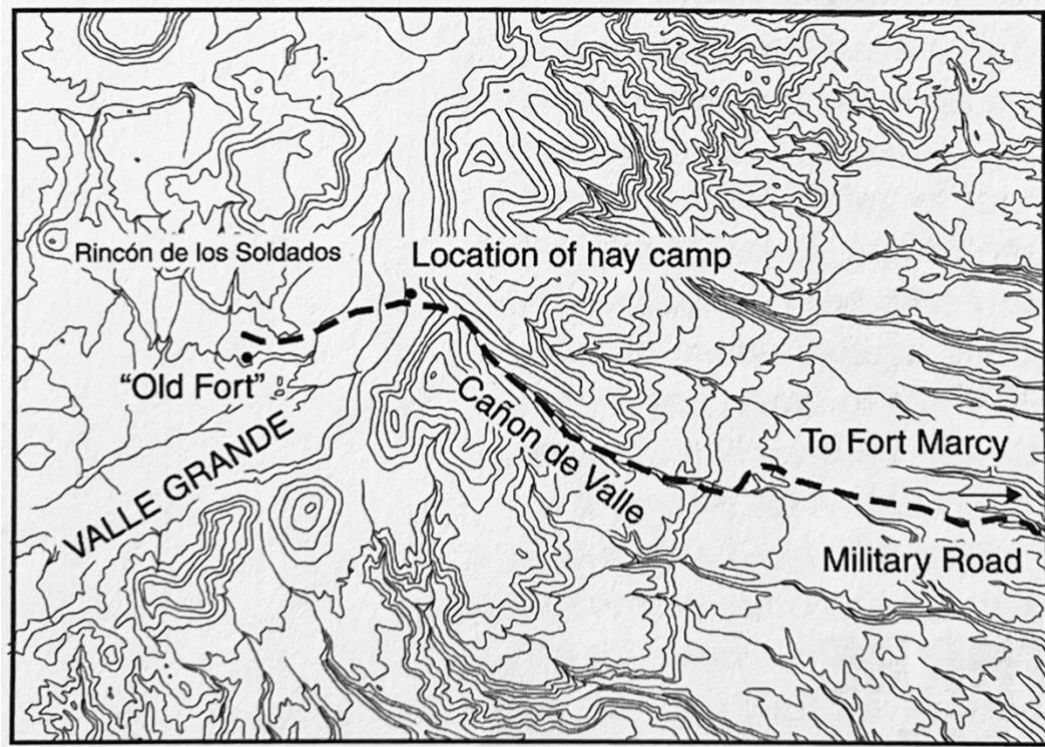 Rincón de los Soldados
Location of hay camp
“Old Fort”
VALLE GRANDE
Cañon de Valle
To Fort Marcy
Military Road